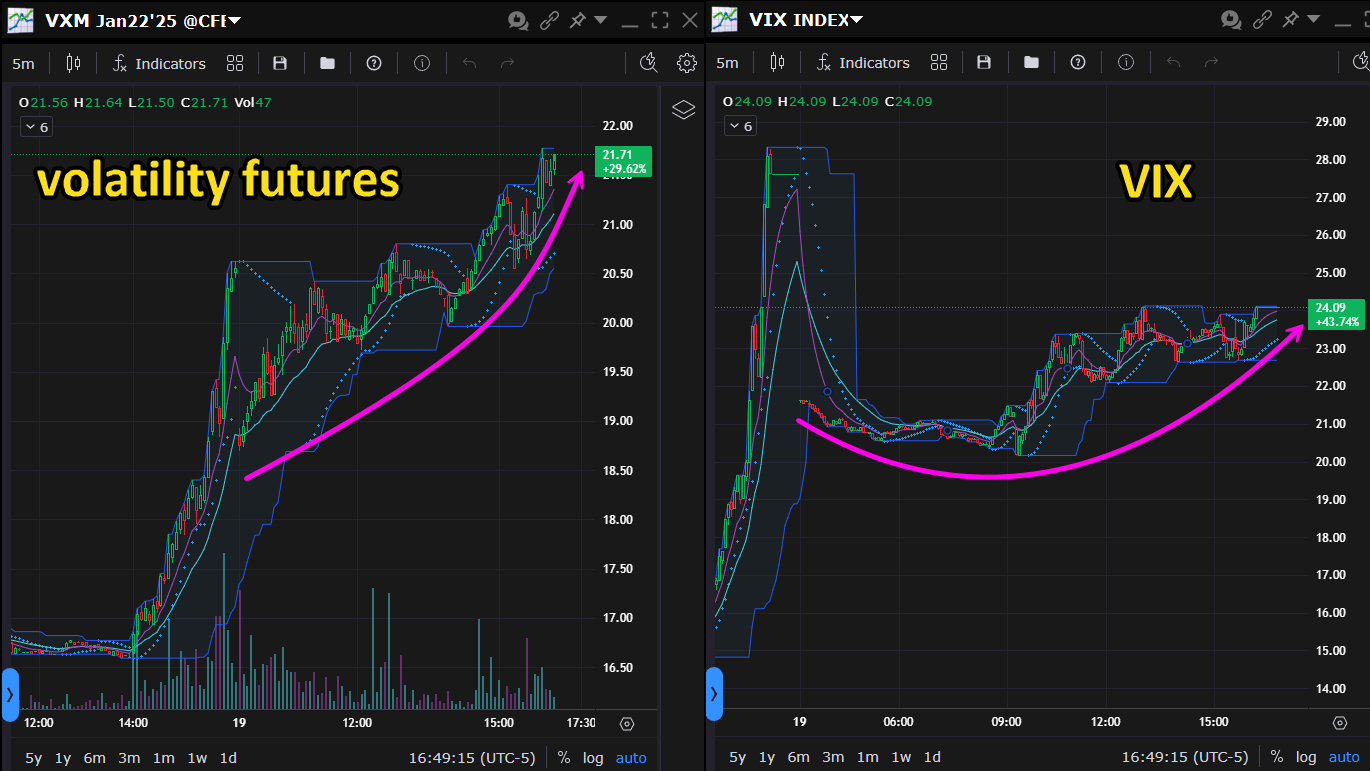 VXM Jan22'25 @CFE
5m
Indicators
O21.56 H21.64 L21.50 C21.71 Vol47
6
volatility futures
22.00
21.71
+29.62%
21.00
20.50
20.00
19.50
19.00
18.50
18.00
17.50
17.00
16.50
12:00 14:00 19 12:00 15:00 17:30
5y 1y 6m 3m 1m 1w 1d
16:49:15 (UTC-5) % log auto
VIX INDEX
5m
Indicators
O24.09 H24.09 L24.09 C24.09
6
VIX
29.00
28.00
27.00
26.00
25.00
24.09
+43.74%
23.00
22.00
21.00
20.00
19.00
18.00
17.00
16.00
15.00
14.00
19 06:00 09:00 12:00 15:00
5y 1y 6m 3m 1m 1w 1d
16:49:15 (UTC-5) % log auto